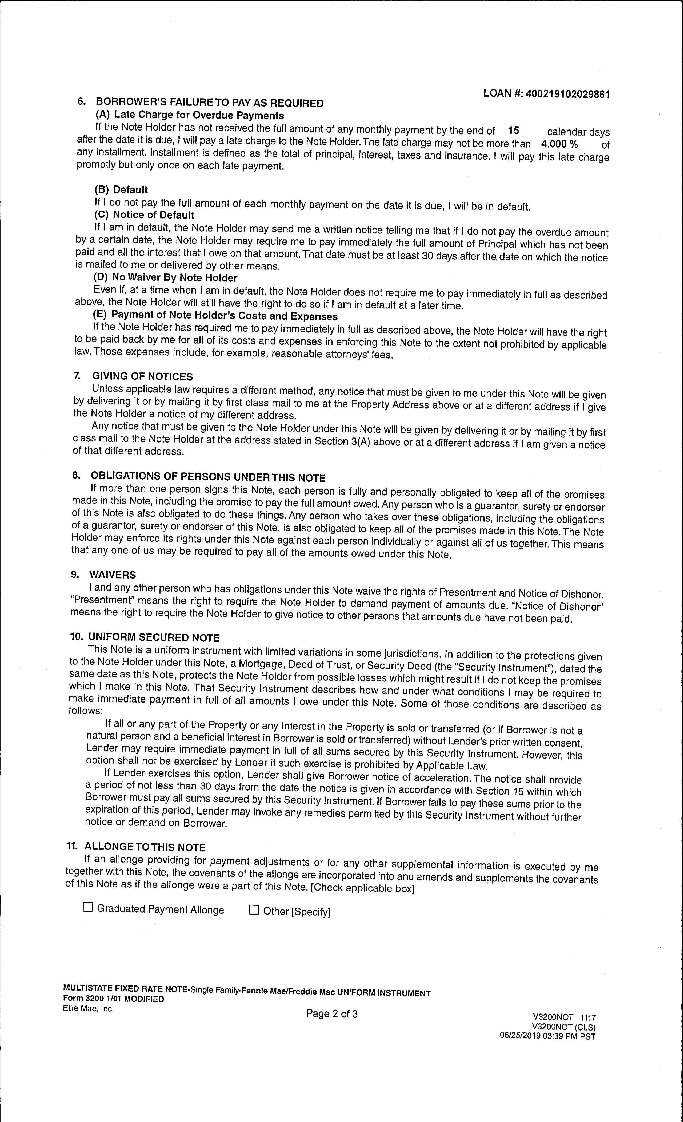 LOAN #: 400219102029861
6. BORROWER'S FAILURE TO PAY AS REQUIRED
(A) Late Charge for Overdue Payments
If the Note Holder has not received the full amount of any monthly payment by the end of 15 calendar days
after the date it is due, I will pay a late charge to the Note Holder. The late charge may not be more than 4.000 % of
any installment. Installment is defined as the total of principal, interest, taxes and insurance. I will pay this late charge
promptly but only once on each late payment.
(B) Default
If I do not pay the full amount of each monthly payment on the date it is due, I will be in default.
(C) Notice of Default
If I am in default, the Note Holder may send me a written notice telling me that if I do not pay the overdue amount
by a certain date, the Note Holder may require me to pay immediately the full amount of Principal which has not been
paid and all the interest that I owe on that amount. That date must be at least 30 days after the date on which the notice
is mailed to me or delivered by other means.
(D) No Waiver By Note Holder
Even if, at a time when I am in default, the Note Holder does not require me to pay immediately in full as described
above, the Note Holder will still have the right to do so if I am in default at a later time.
(E) Payment of Note Holder's Costs and Expenses
If the Note Holder has required me to pay immediately in full as described above, the Note Holder will have the right
to be paid back by me for all of its costs and expenses in enforcing this Note to the extent not prohibited by applicable
law. Those expenses include, for example, reasonable attorneys' fees.
7. GIVING OF NOTICES
Unless applicable law requires a different method, any notice that must be given to me under this Note will be given
by delivering it or by mailing it by first class mail to me at the Property Address above or at a different address if I give
the Note Holder a notice of my different address.
Any notice that must be given to the Note Holder under this Note will be given by delivering it or by mailing it by first
class mail to the Note Holder at the address stated in Section 3(A) above or at a different address if I am given a notice
of that different address.
8. OBLIGATIONS OF PERSONS UNDER THIS NOTE
If more than one person signs this Note, each person is fully and personally obligated to keep all of the promises
made in this Note, including the promise to pay the full amount owed. Any person who is a guarantor, surety or endorser
of this Note is also obligated to do these things. Any person who takes over these obligations, including the obligations
of a guarantor, surety or endorser of this Note, is also obligated to keep all of the promises made in this Note. The Note
Holder may enforce its rights under this Note against each person individually or against all of us together. This means
that any one of us may be required to pay all of the amounts owed under this Note.
9. WAIVERS
I and any other person who has obligations under this Note waive the rights of Presentment and Notice of Dishonor.
"Presentment" means the right to require the Note Holder to demand payment of amounts due. "Notice of Dishonor"
means the right to require the Note Holder to give notice to other persons that amounts due have not been paid.
10. UNIFORM SECURED NOTE
This Note is a uniform instrument with limited variations in some jurisdictions. In addition to the protections given
to the Note Holder under this Note, a Mortgage, Deed of Trust, or Security Deed (the "Security Instrument"), dated the
same date as this Note, protects the Note Holder from possible losses which might result if I do not keep the promises
which I make in this Note. That Security Instrument describes how and under what conditions I may be required to
make immediate payment in full of all amounts I owe under this Note. Some of those conditions are described as
follows:
If all or any part of the Property or any Interest in the Property is sold or transferred (or if Borrower is not a
natural person and a beneficial interest in Borrower is sold or transferred) without Lender's prior written consent,
Lender may require immediate payment in full of all sums secured by this Security Instrument. However, this
option shall not be exercised by Lender if such exercise is prohibited by Applicable Law.
If Lender exercises this option, Lender shall give Borrower notice of acceleration. The notice shall provide
a period of not less than 30 days from the date the notice is given in accordance with Section 15 within which
Borrower must pay all sums secured by this Security Instrument. If Borrower fails to pay these sums prior to the
expiration of this period, Lender may invoke any remedies permitted by this Security Instrument without further
notice or demand on Borrower.
11. ALLONGE TO THIS NOTE
If an allonge providing for payment adjustments or for any other supplemental information is executed by me
together with this Note, the covenants of the allonge are incorporated into and amends and supplements the covenants
of this Note as if the allonge were a part of this Note. [Check applicable box]
☐ Graduated Payment Allonge ☐ Other [Specify]
MULTISTATE FIXED RATE NOTE-Single Family-Fannie Mae/Freddie Mac UNIFORM INSTRUMENT
Form 3200 1/01 MODIFIED
Ellie Mae, Inc.
Page 2 of 3
V3200NOT 1117
V3200NOT (CLS)
06/25/2019 03:39 PM PST